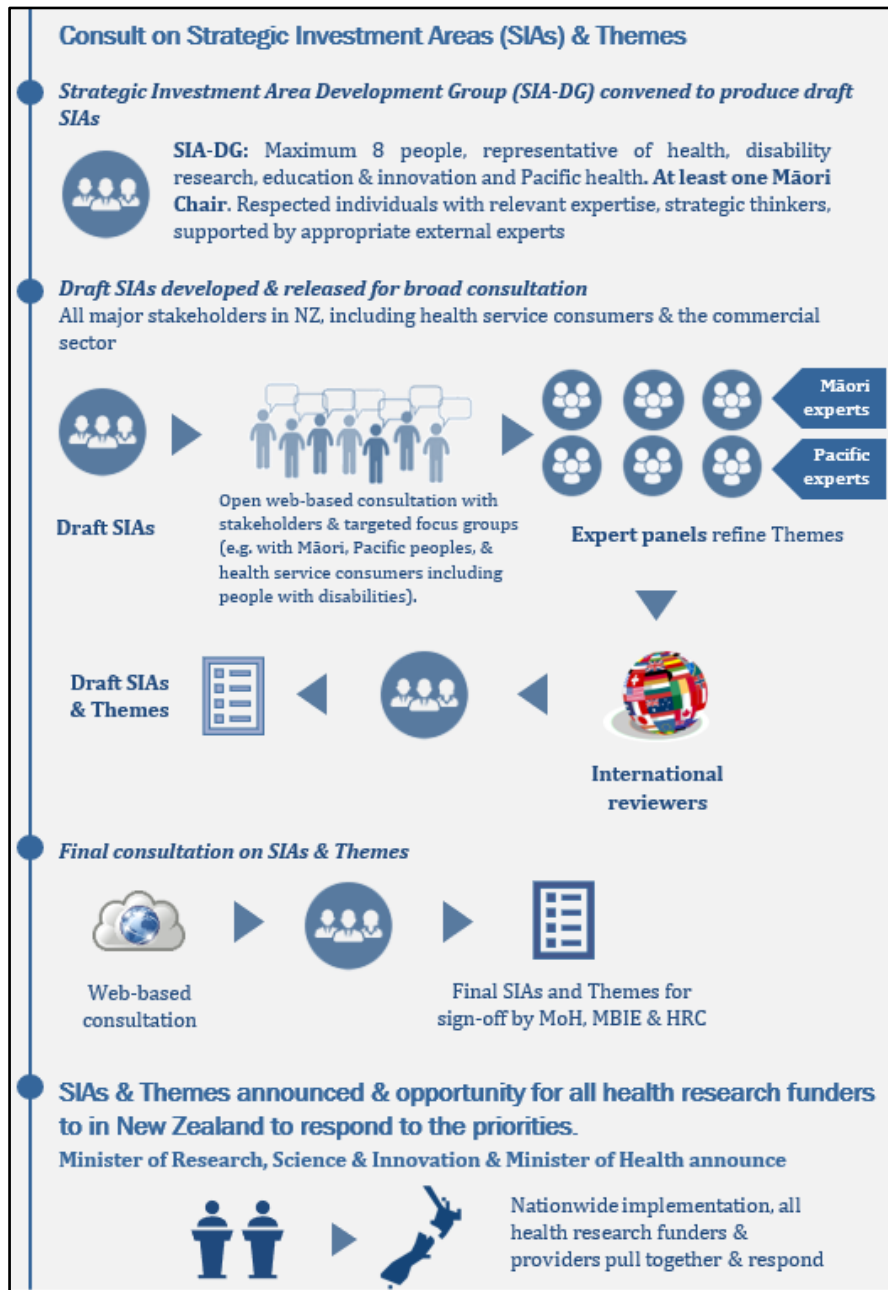 Consult on Strategic Investment Areas (SIAs) & Themes
Strategic Investment Area Development Group (SIA-DG) convened to produce draft
SIAs
SIA-DG: Maximum 8 people, representative of health, disability
research, education & innovation and Pacific health. At least one Māori
Chair. Respected individuals with relevant expertise, strategic thinkers,
supported by appropriate external experts
Draft SIAs developed & released for broad consultation
All major stakeholders in NZ, including health service consumers & the commercial
sector
Draft SIAs
Open web-based consultation with
stakeholders & targeted focus groups
(e.g. with Māori, Pacific peoples, &
health service consumers including
people with disabilities).
Māori
experts
Pacific
experts
Expert panels refine Themes
International
reviewers
Draft SIAs
& Themes
Final consultation on SIAs & Themes
Web-based
consultation
Final SIAs and Themes for
sign-off by MoH, MBIE & HRC
SIAs & Themes announced & opportunity for all health research funders
to in New Zealand to respond to the priorities.
Minister of Research, Science & Innovation & Minister of Health announce
Nationwide implementation, all
health research funders &
providers pull together & respond